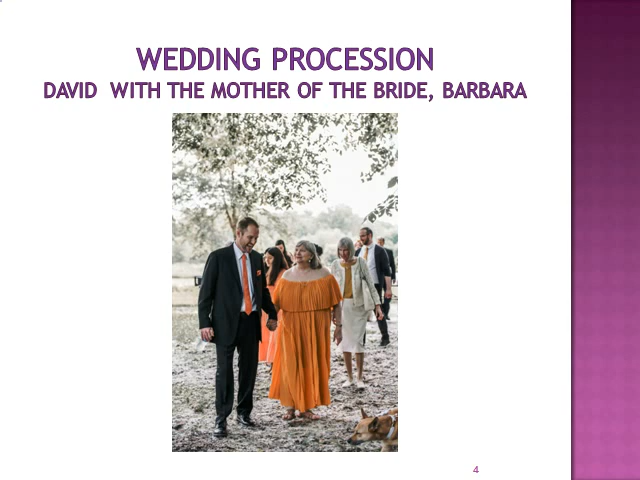 WEDDING PROCESSION
DAVID  WITH THE MOTHER OF THE BRIDE, BARBARA
4